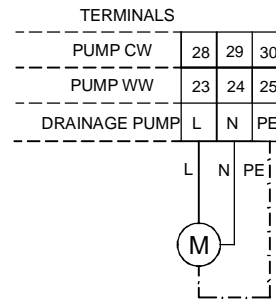 TERMINALS
PUMP CW 28 29 30
PUMP WW 23 24 25
DRAINAGE PUMP L N PE
L N PE
M